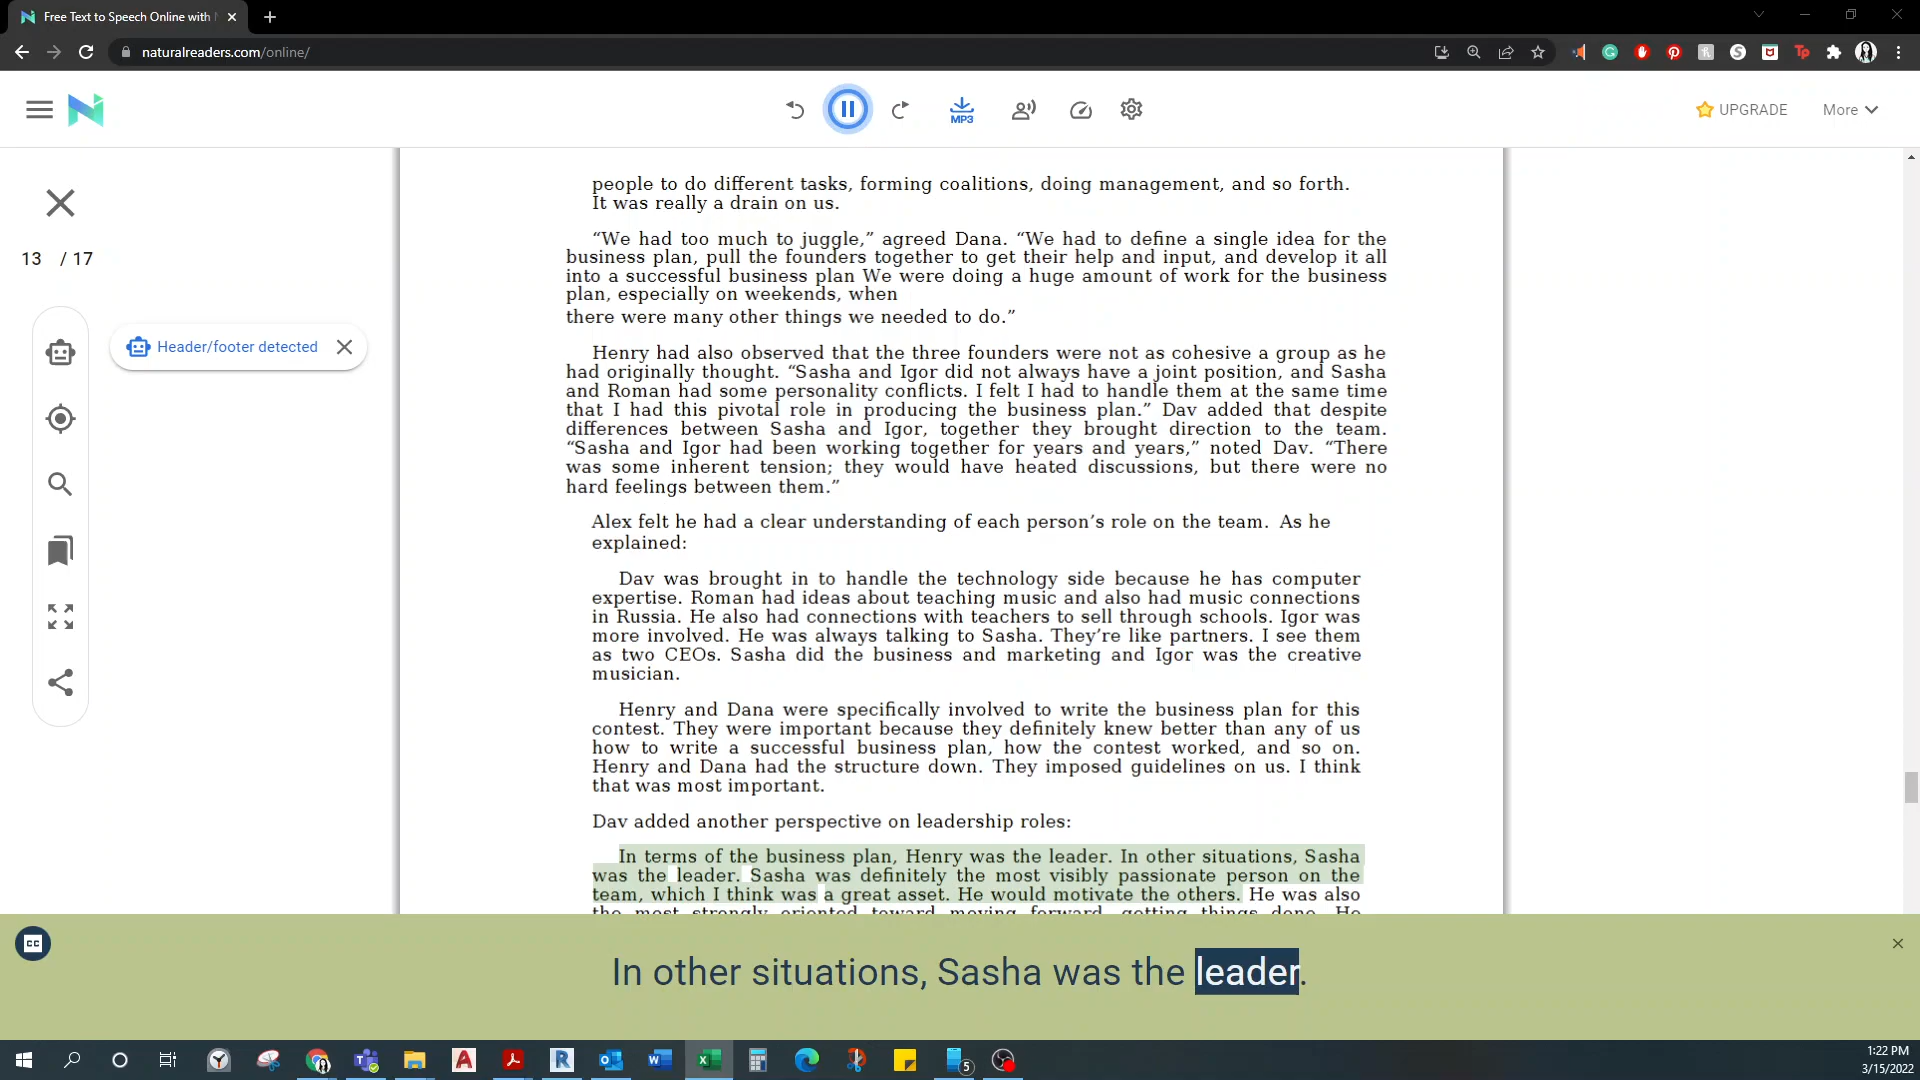 Free Text to Speech Online with
naturalreaders.com/online/
MP3
UPGRADE
More
13 / 17
Header/footer detected
people to do different tasks, forming coalitions, doing management, and so forth.
It was really a drain on us.
“We had too much to juggle,” agreed Dana. “We had to define a single idea for the
business plan, pull the founders together to get their help and input, and develop it all
into a successful business plan We were doing a huge amount of work for the business
plan, especially on weekends, when
there were many other things we needed to do.”
Henry had also observed that the three founders were not as cohesive a group as he
had originally thought. “Sasha and Igor did not always have a joint position, and Sasha
and Roman had some personality conflicts. I felt I had to handle them at the same time
that I had this pivotal role in producing the business plan.” Dav added that despite
differences between Sasha and Igor, together they brought direction to the team.
“Sasha and Igor had been working together for years and years,” noted Dav. “There
was some inherent tension; they would have heated discussions, but there were no
hard feelings between them.”
Alex felt he had a clear understanding of each person’s role on the team. As he
explained:
Dav was brought in to handle the technology side because he has computer
expertise. Roman had ideas about teaching music and also had music connections
in Russia. He also had connections with teachers to sell through schools. Igor was
more involved. He was always talking to Sasha. They’re like partners. I see them
as two CEOs. Sasha did the business and marketing and Igor was the creative
musician.
Henry and Dana were specifically involved to write the business plan for this
contest. They were important because they definitely knew better than any of us
how to write a successful business plan, how the contest worked, and so on.
Henry and Dana had the structure down. They imposed guidelines on us. I think
that was most important.
Dav added another perspective on leadership roles:
In terms of the business plan, Henry was the leader. In other situations, Sasha
was the leader. Sasha was definitely the most visibly passionate person on the
team, which I think was a great asset. He would motivate the others. He was also
the most strongly oriented toward moving forward, getting things done. He
CC
In other situations, Sasha was the leader.
5
1:22 PM
3/15/2022